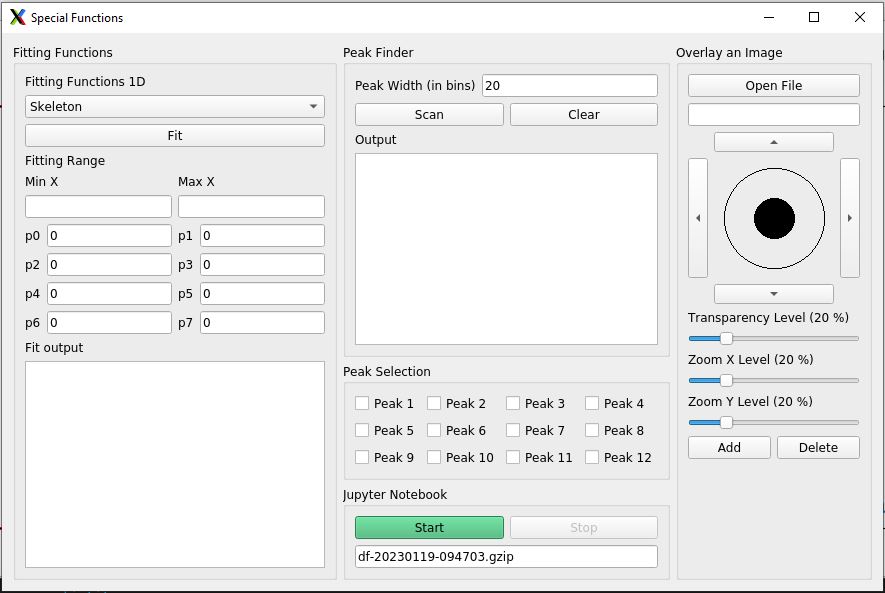 Special Functions
Fitting Functions
Fitting Functions 1D
Skeleton
Fit
Fitting Range
Min X Max X
p0 0 p1 0
p2 0 p3 0
p4 0 p5 0
p6 0 p7 0
Fit output
Peak Finder
Peak Width (in bins) 20
Scan Clear
Output
Peak Selection
Peak 1 Peak 2 Peak 3 Peak 4
Peak 5 Peak 6 Peak 7 Peak 8
Peak 9 Peak 10 Peak 11 Peak 12
Jupyter Notebook
Start Stop
df-20230119-094703.gzip
Overlay an Image
Open File
Transparency Level (20 %)
Zoom X Level (20 %)
Zoom Y Level (20 %)
Add Delete